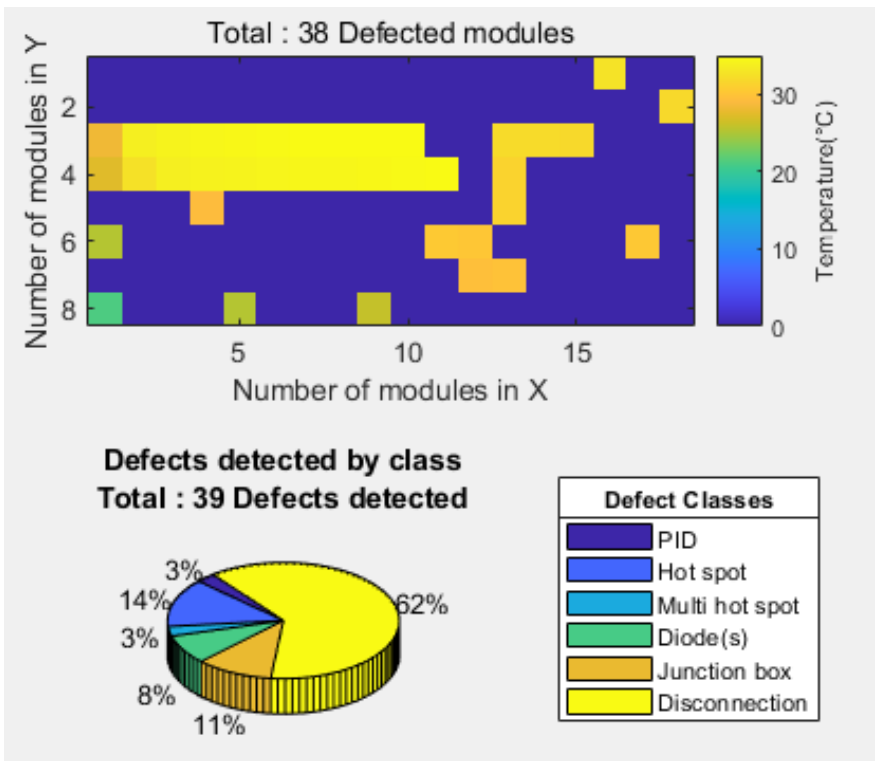 Total : 38 Defected modules
Number of modules in Y
2
4
6
8
5
10
15
Number of modules in X
30
20
10
0
Temperature(°C)
Defects detected by class
Total : 39 Defects detected
3%
14%
3%
8%
11%
62%
Defect Classes
PID
Hot spot
Multi hot spot
Diode(s)
Junction box
Disconnection